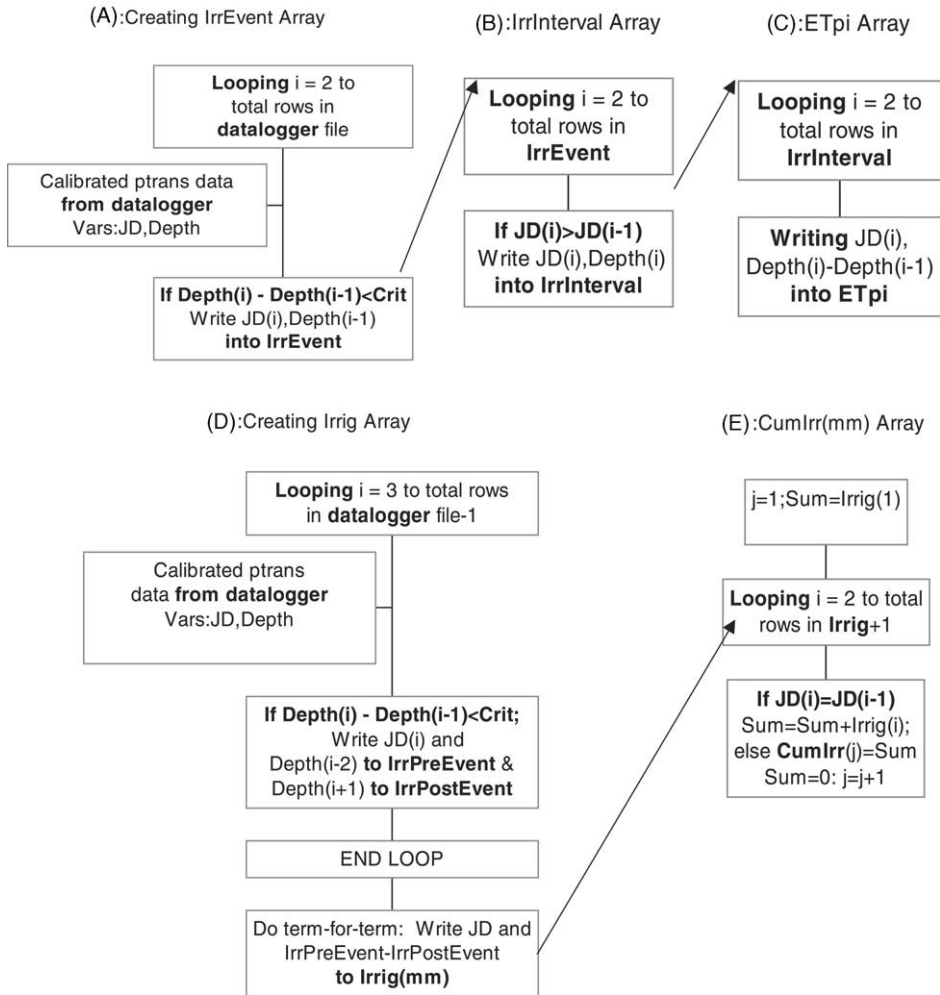 (A):Creating IrrEvent Array
Looping i = 2 to
total rows in
datalogger file
Calibrated ptrans data
from datalogger
Vars:JD,Depth
If Depth(i) - Depth(i-1)<Crit
Write JD(i),Depth(i-1)
into IrrEvent
(B):IrrInterval Array
Looping i = 2 to
total rows in
IrrEvent
If JD(i)>JD(i-1)
Write JD(i),Depth(i)
into IrrInterval
(C):ETpi Array
Looping i = 2 to
total rows in
IrrInterval
Writing JD(i),
Depth(i)-Depth(i-1)
into ETpi
(D):Creating Irrig Array
Looping i = 3 to total rows
in datalogger file-1
Calibrated ptrans
data from datalogger
Vars:JD,Depth
If Depth(i) - Depth(i-1)<Crit;
Write JD(i) and
Depth(i-2) to IrrPreEvent &
Depth(i+1) to IrrPostEvent
END LOOP
Do term-for-term: Write JD and
IrrPreEvent-IrrPostEvent
to Irrig(mm)
(E):CumIrr(mm) Array
j=1;Sum=Irrig(1)
Looping i = 2 to total
rows in Irrig+1
If JD(i)=JD(i-1)
Sum=Sum+Irrig(i);
else CumIrr(j)=Sum
Sum=0: j=j+1